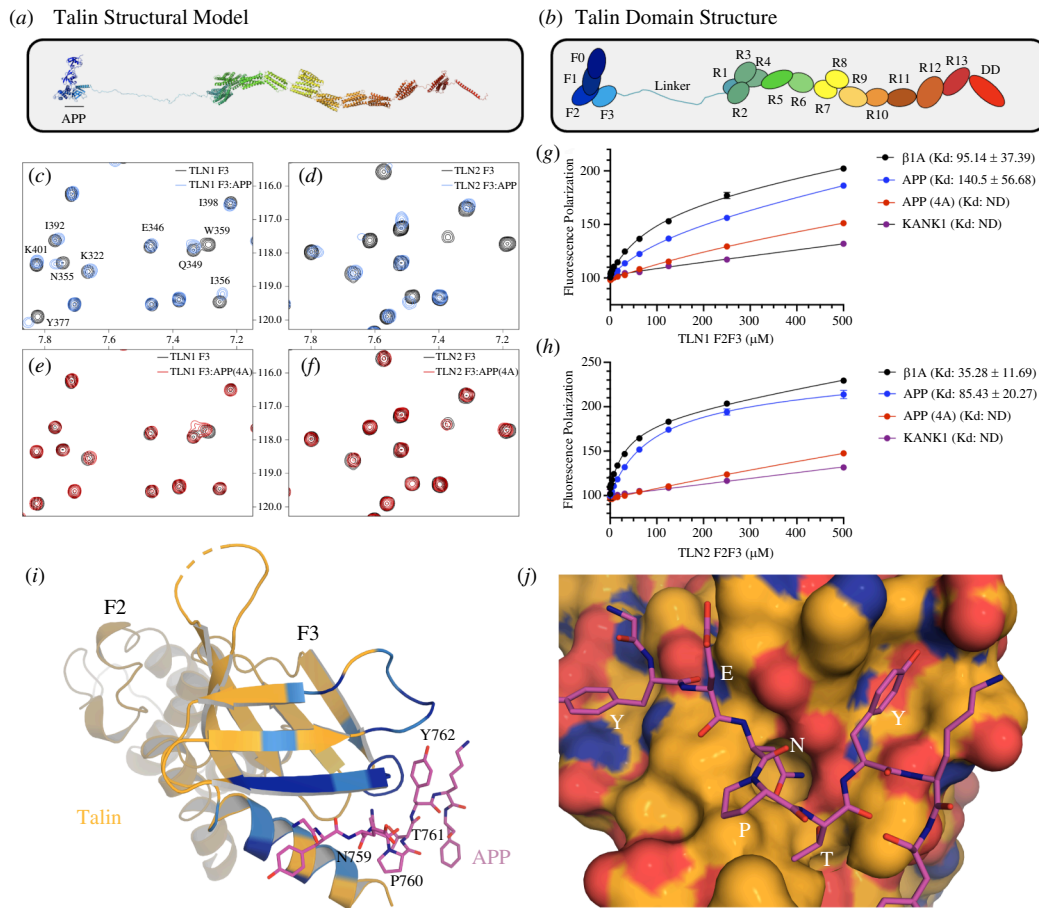 (a) Talin Structural Model
APP
(b) Talin Domain Structure
F0
F1
F2
F3
Linker
R1
R2
R3
R4
R5
R6
R7
R8
R9
R10
R11
R12
R13
DD
(c)
TLN1 F3
TLN1 F3:APP
I398
I392
E346
W359
K401
N355
K322
Q349
I356
Y377
7.8 7.6 7.4 7.2
116.0
117.0
118.0
119.0
120.0
(d)
TLN2 F3
TLN2 F3:APP
7.8 7.6 7.4 7.2
(e)
TLN1 F3
TLN1 F3:APP(4A)
116.0
117.0
118.0
119.0
120.0
(f)
TLN2 F3
TLN2 F3:APP(4A)
(g)
Fluorescence Polarization
200
150
100
0 100 200 300 400 500
TLN1 F2F3 (μM)
β1A (Kd: 95.14 ± 37.39)
APP (Kd: 140.5 ± 56.68)
APP (4A) (Kd: ND)
KANK1 (Kd: ND)
(h)
Fluorescence Polarization
250
200
150
100
0 100 200 300 400 500
TLN2 F2F3 (μM)
β1A (Kd: 35.28 ± 11.69)
APP (Kd: 85.43 ± 20.27)
APP (4A) (Kd: ND)
KANK1 (Kd: ND)
(i)
F2
F3
Talin
Y762
T761
N759
P760
APP
(j)
Y
E
N
P
T
Y